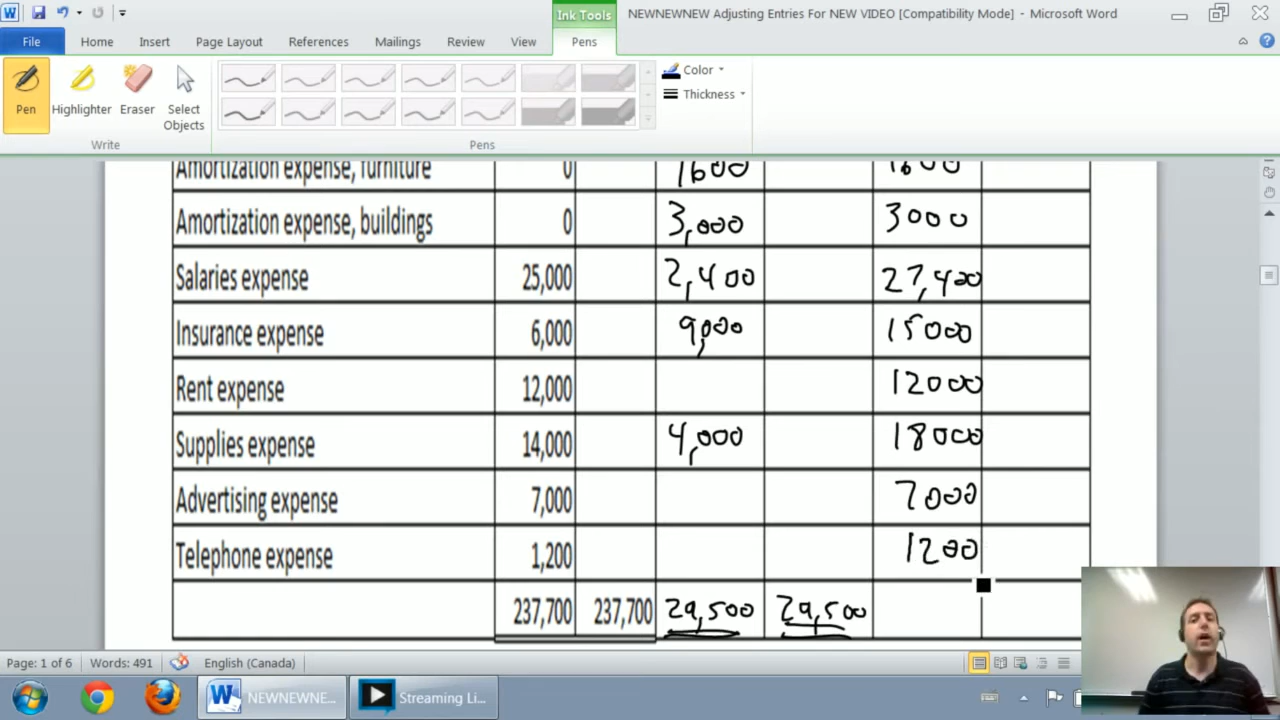 Ink Tools
NEWNEWNEW Adjusting Entries For NEW VIDEO [Compatibility Mode] - Microsoft Word
File Home Insert Page Layout References Mailings Review View Pens
Pen Highlighter Eraser Select Objects
Color
Thickness
Write Pens
Amortization expense, furniture 0 1600 1600
Amortization expense, buildings 0 3,000 3000
Salaries expense 25,000 2,400 27,400
Insurance expense 6,000 9,000 15000
Rent expense 12,000 12000
Supplies expense 14,000 4,000 18000
Advertising expense 7,000 7000
Telephone expense 1,200 1200
237,700 237,700 29,500 29,500
Page: 1 of 6 Words: 491 English (Canada)
NEWNEWNE... Streaming Li...